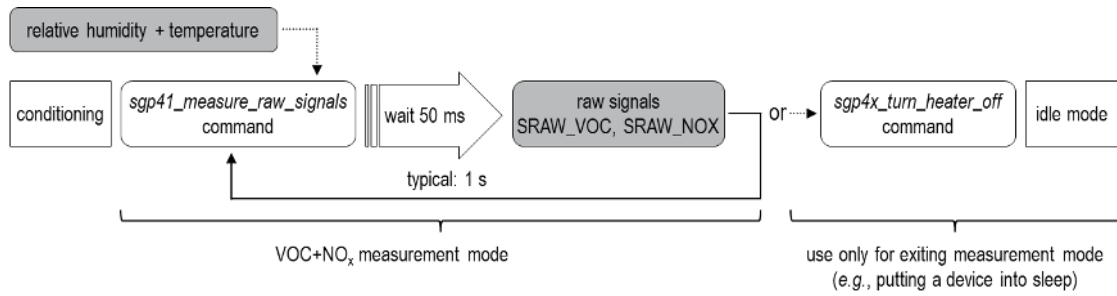 relative humidity + temperature
conditioning
sgp41_measure_raw_signals
command
wait 50 ms
raw signals
SRAW_VOC, SRAW_NOX
or
sgp4x_turn_heater_off
command
idle mode
typical: 1 s
VOC+NOx measurement mode
use only for exiting measurement mode
(e.g., putting a device into sleep)